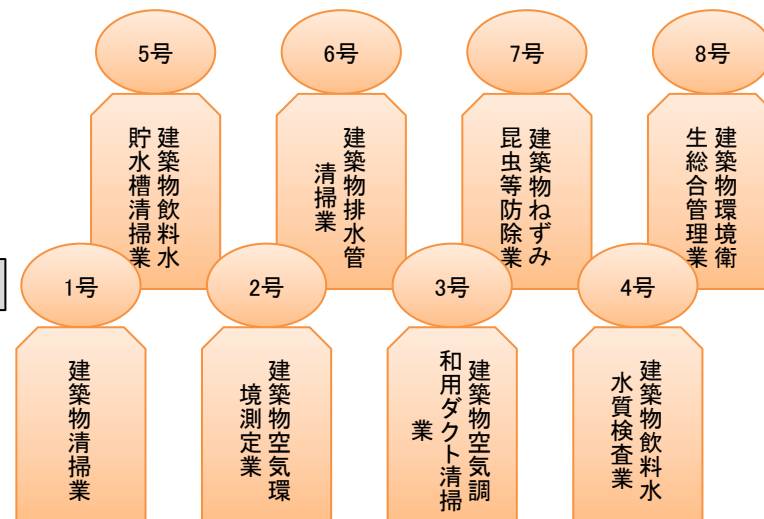 5号
建築物飲料水
貯水槽清掃業
6号
建築物排水管
清掃業
7号
建築物ねずみ
昆虫等防除業
8号
建築物環境衛
生総合管理業
1号
建築物清掃業
2号
建築物空気環
境測定業
3号
建築物空気調
和用ダクト清掃
業
4号
建築物飲料水
水質検査業